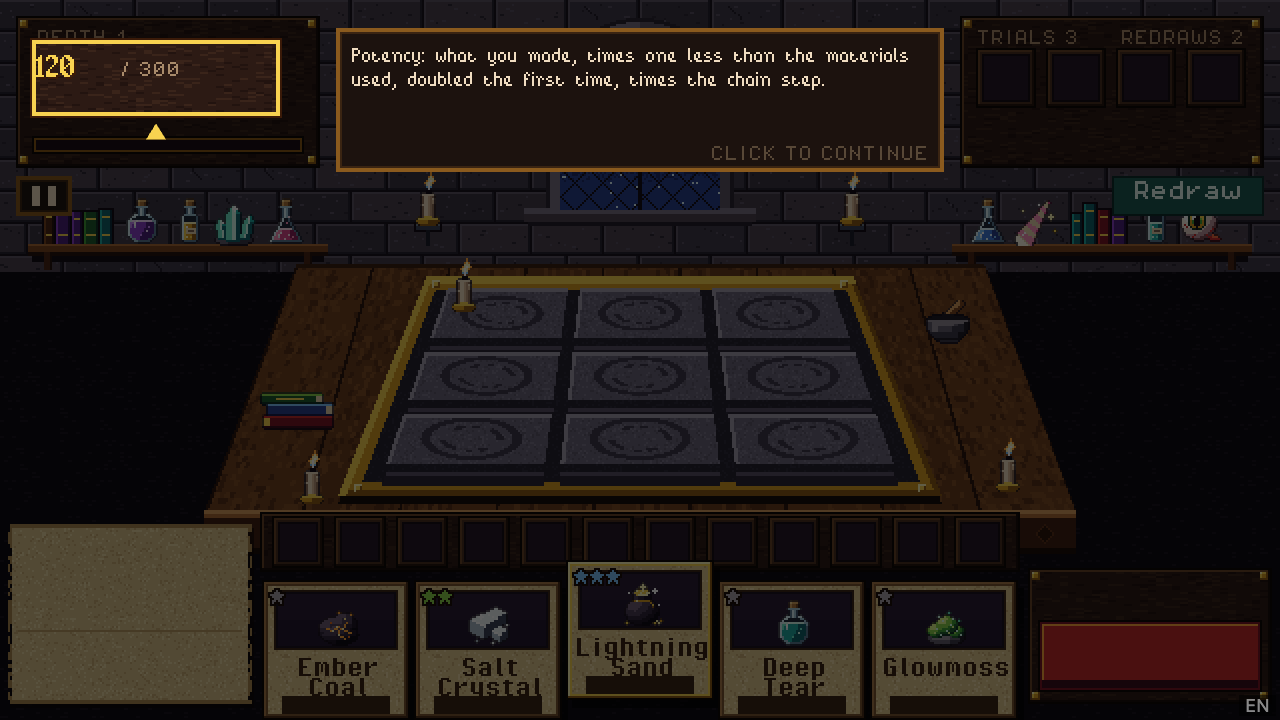 DEPTH 1
120 / 300
Potency: what you made, times one less than the materials
used, doubled the first time, times the chain step.
CLICK TO CONTINUE
TRIALS 3 REDRAWS 2
Redraw
Ember
Coal
Salt
Crystal
Lightning
Sand
Deep
Tear
Glowmoss
EN